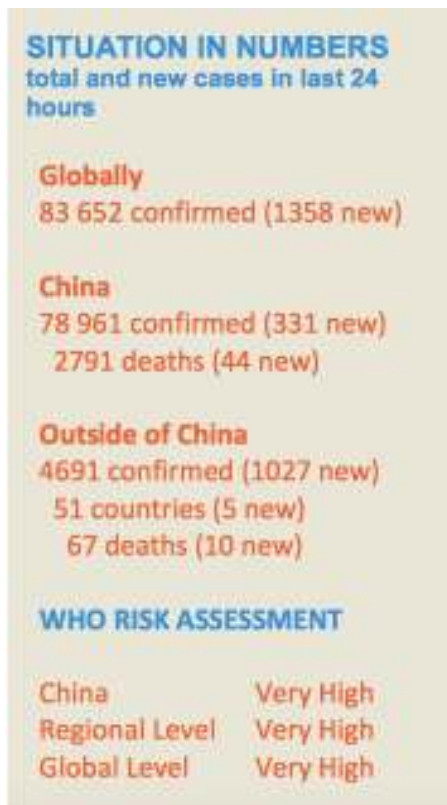 SITUATION IN NUMBERS
total and new cases in last 24
hours
Globally
83 652 confirmed (1358 new)
China
78 961 confirmed (331 new)
2791 deaths (44 new)
Outside of China
4691 confirmed (1027 new)
51 countries (5 new)
67 deaths (10 new)
WHO RISK ASSESSMENT
China Very High
Regional Level Very High
Global Level Very High